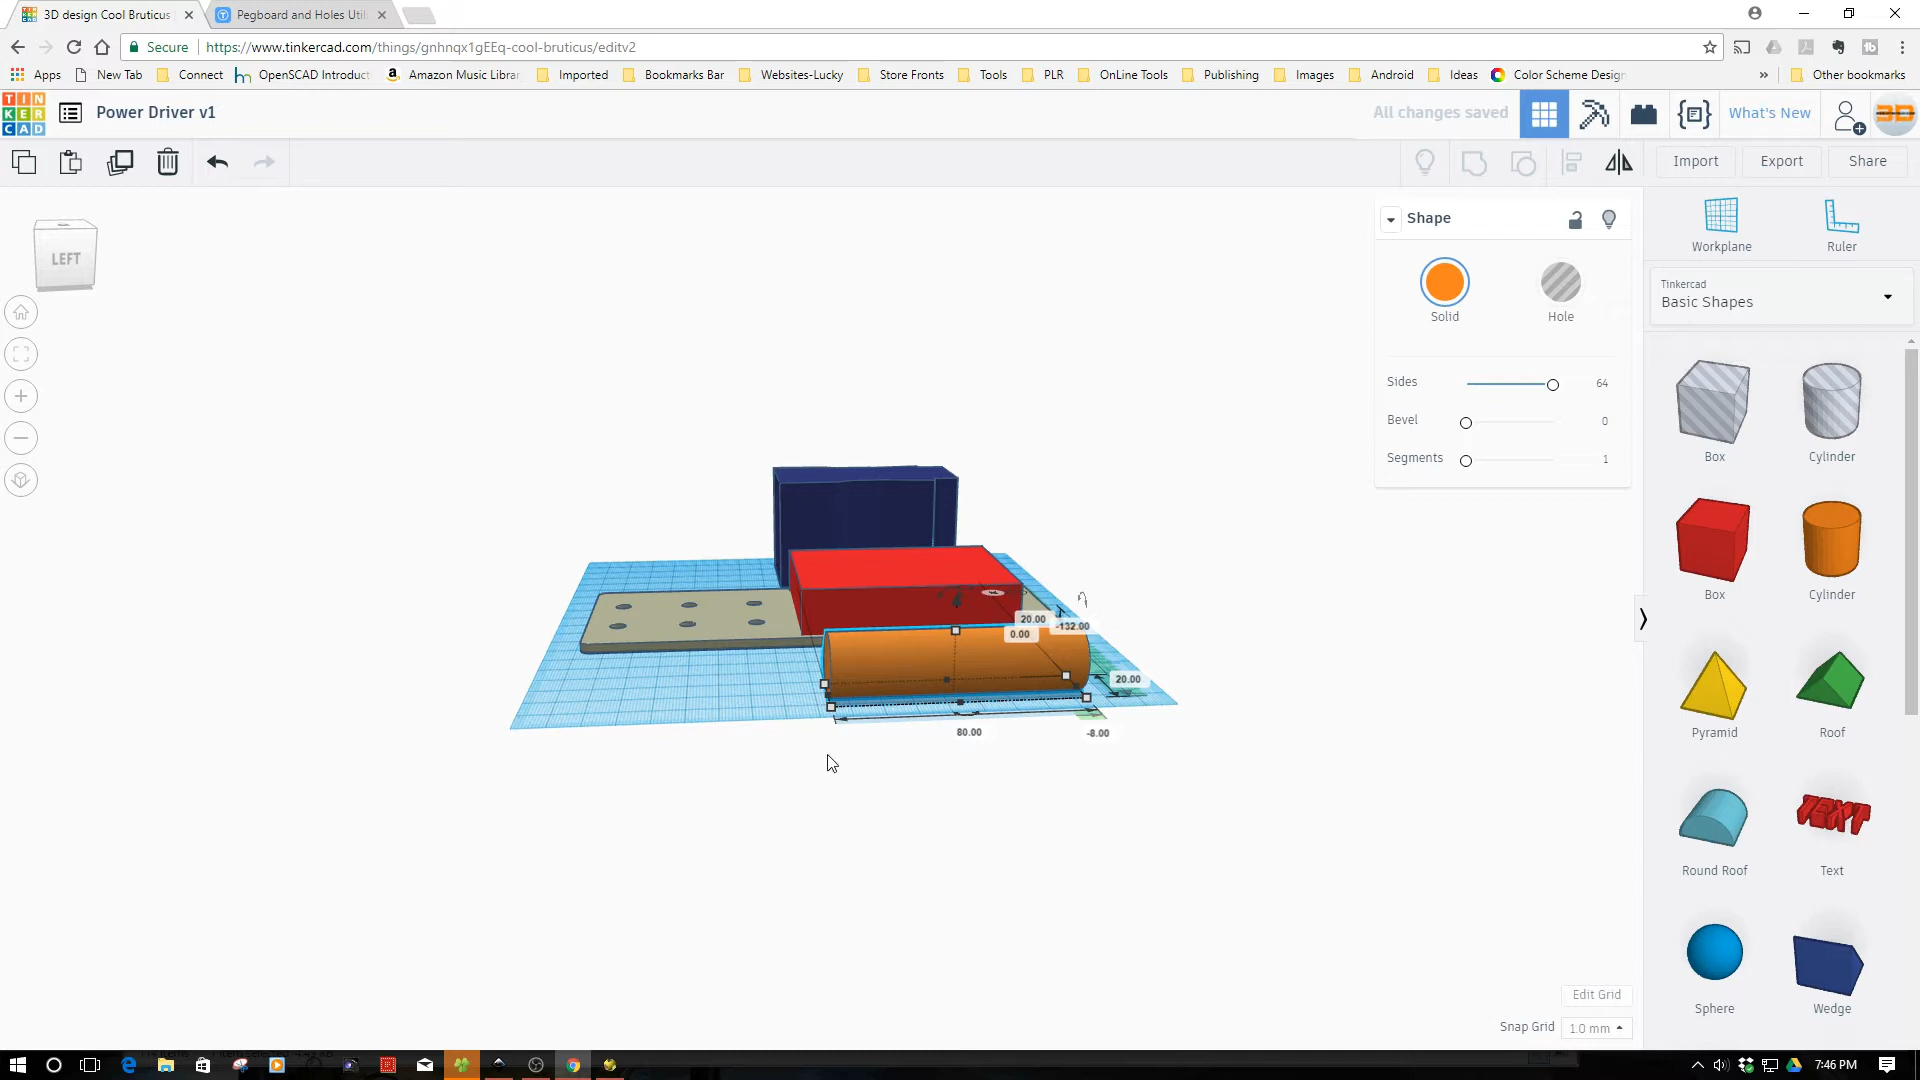 3D design Cool Bruticus
Pegboard and Holes Util
Secure
https://www.tinkercad.com/things/gnhnqx1gEEq-cool-bruticus/editv2
Apps
New Tab
Connect
OpenSCAD Introduct
Amazon Music Librar
Imported
Bookmarks Bar
Websites-Lucky
Store Fronts
Tools
PLR
OnLine Tools
Publishing
Images
Android
Ideas
Color Scheme Design
»
Other bookmarks
TIN
KER
CAD
Power Driver v1
All changes saved
What's New
3D
Import
Export
Share
LEFT
Shape
Solid
Hole
Sides
64
Bevel
0
Segments
1
Workplane
Ruler
Tinkercad
Basic Shapes
Box
Cylinder
Box
Cylinder
Pyramid
Roof
Round Roof
TEXT
Text
Sphere
Wedge
20.00
-132.00
0.00
20.00
80.00
-8.00
Edit Grid
Snap Grid
1.0 mm
7:46 PM